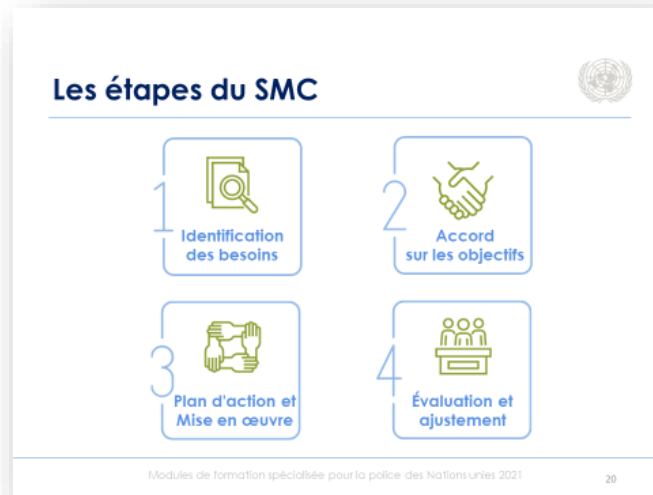 Les étapes du SMC
1
Identification
des besoins
2
Accord
sur les objectifs
3
Plan d'action et
Mise en œuvre
4
Évaluation et
ajustement
Modules de formation spécialisée pour la police des Nations unies 2021
20